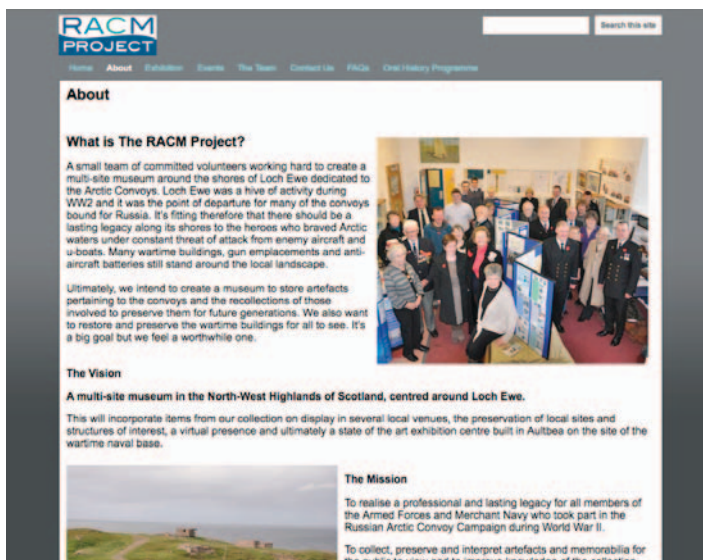 RACM
PROJECT
Search this site
Home About Exhibition Events The Team Contact Us FAQs Oral History Programme
About
What is The RACM Project?
A small team of committed volunteers working hard to create a
multi-site museum around the shores of Loch Ewe dedicated to
the Arctic Convoys. Loch Ewe was a hive of activity during
WW2 and it was the point of departure for many of the convoys
bound for Russia. It's fitting therefore that there should be a
lasting legacy along its shores to the heroes who braved Arctic
waters under constant threat of attack from enemy aircraft and
u-boats. Many wartime buildings, gun emplacements and anti-
aircraft batteries still stand around the local landscape.
Ultimately, we intend to create a museum to store artefacts
pertaining to the convoys and the recollections of those
involved to preserve them for future generations. We also want
to restore and preserve the wartime buildings for all to see. It's
a big goal but we feel a worthwhile one.
The Vision
A multi-site museum in the North-West Highlands of Scotland, centred around Loch Ewe.
This will incorporate items from our collection on display in several local venues, the preservation of local sites and
structures of interest, a virtual presence and ultimately a state of the art exhibition centre built in Aultbea on the site of the
wartime naval base.
The Mission
To realise a professional and lasting legacy for all members of
the Armed Forces and Merchant Navy who took part in the
Russian Arctic Convoy Campaign during World War II.
To collect, preserve and interpret artefacts and memorabilia for
the public to view and to improve knowledge of the collection